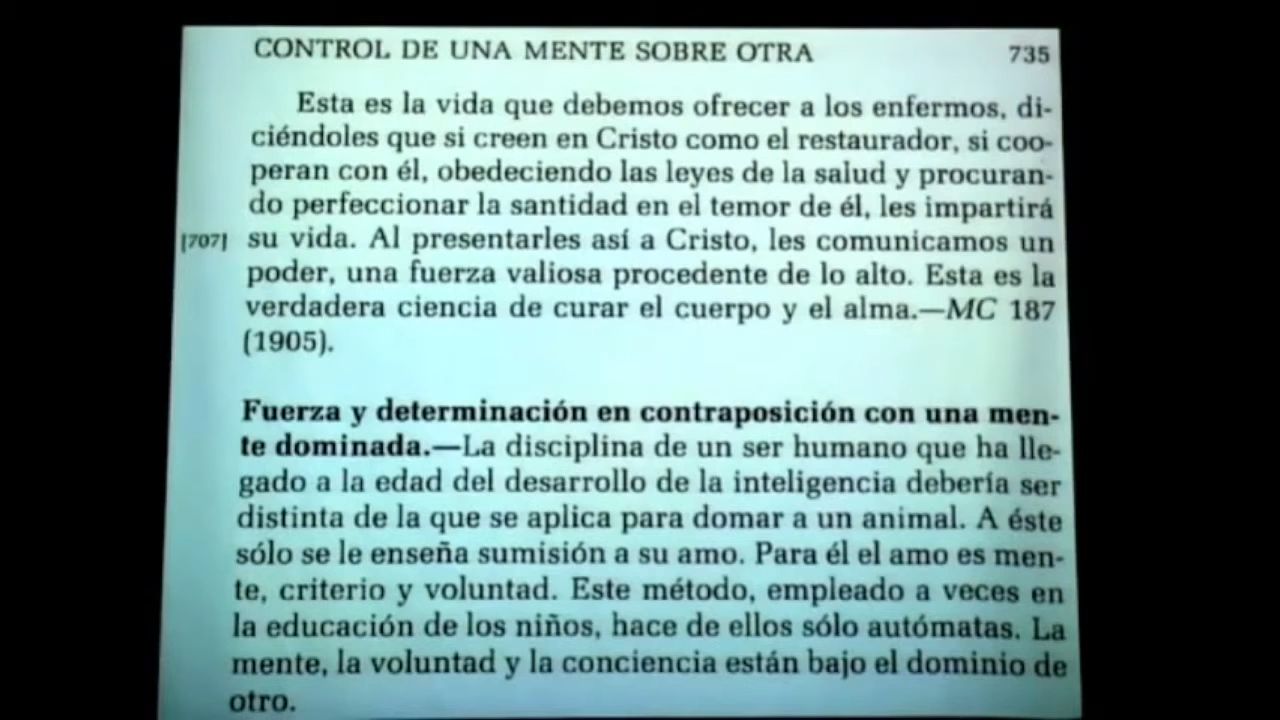 CONTROL DE UNA MENTE SOBRE OTRA 735
Esta es la vida que debemos ofrecer a los enfermos, di-
ciéndoles que si creen en Cristo como el restaurador, si coo-
peran con él, obedeciendo las leyes de la salud y procuran-
do perfeccionar la santidad en el temor de él, les impartirá
[707] su vida. Al presentarles así a Cristo, les comunicamos un
poder, una fuerza valiosa procedente de lo alto. Esta es la
verdadera ciencia de curar el cuerpo y el alma.—MC 187
(1905).
Fuerza y determinación en contraposición con una men-
te dominada.—La disciplina de un ser humano que ha lle-
gado a la edad del desarrollo de la inteligencia debería ser
distinta de la que se aplica para domar a un animal. A éste
sólo se le enseña sumisión a su amo. Para él el amo es men-
te, criterio y voluntad. Este método, empleado a veces en
la educación de los niños, hace de ellos sólo autómatas. La
mente, la voluntad y la conciencia están bajo el dominio de
otro.